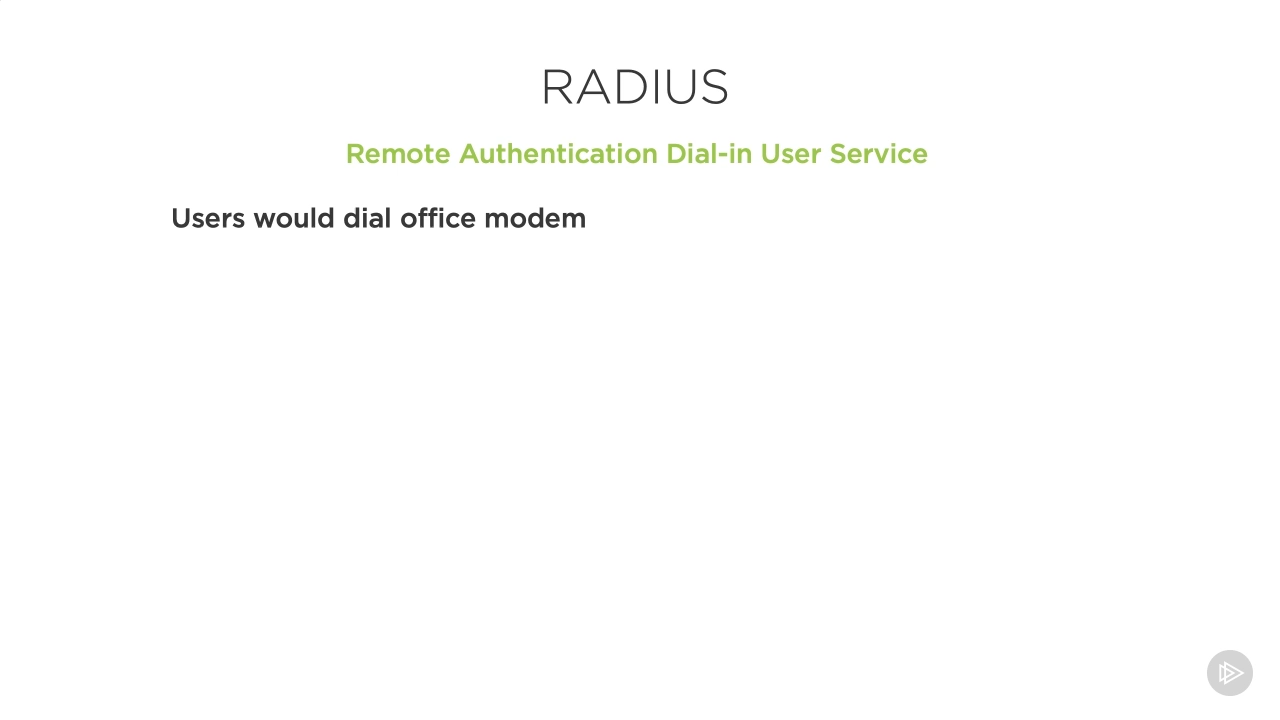 RADIUS
Remote Authentication Dial-in User Service
Users would dial office modem